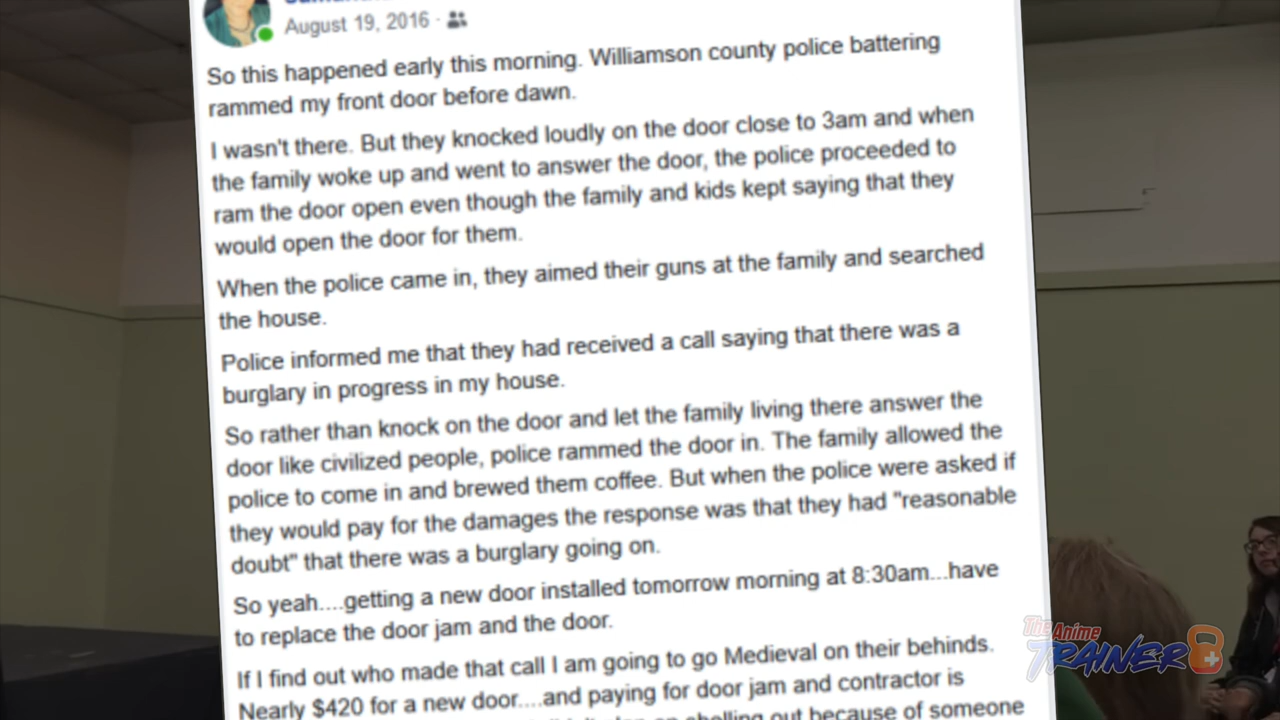 August 19, 2016 ·
So this happened early this morning. Williamson county police battering
rammed my front door before dawn.
I wasn't there. But they knocked loudly on the door close to 3am and when
the family woke up and went to answer the door, the police proceeded to
ram the door open even though the family and kids kept saying that they
would open the door for them.
When the police came in, they aimed their guns at the family and searched
the house.
Police informed me that they had received a call saying that there was a
burglary in progress in my house.
So rather than knock on the door and let the family living there answer the
door like civilized people, police rammed the door in. The family allowed the
police to come in and brewed them coffee. But when the police were asked if
they would pay for the damages the response was that they had "reasonable
doubt" that there was a burglary going on.
So yeah....getting a new door installed tomorrow morning at 8:30am...have
to replace the door jam and the door.
If I find out who made that call I am going to go Medieval on their behinds.
Nearly $420 for a new door....and paying for door jam and contractor is
shelling out because of someone
The Anime
TRAINER